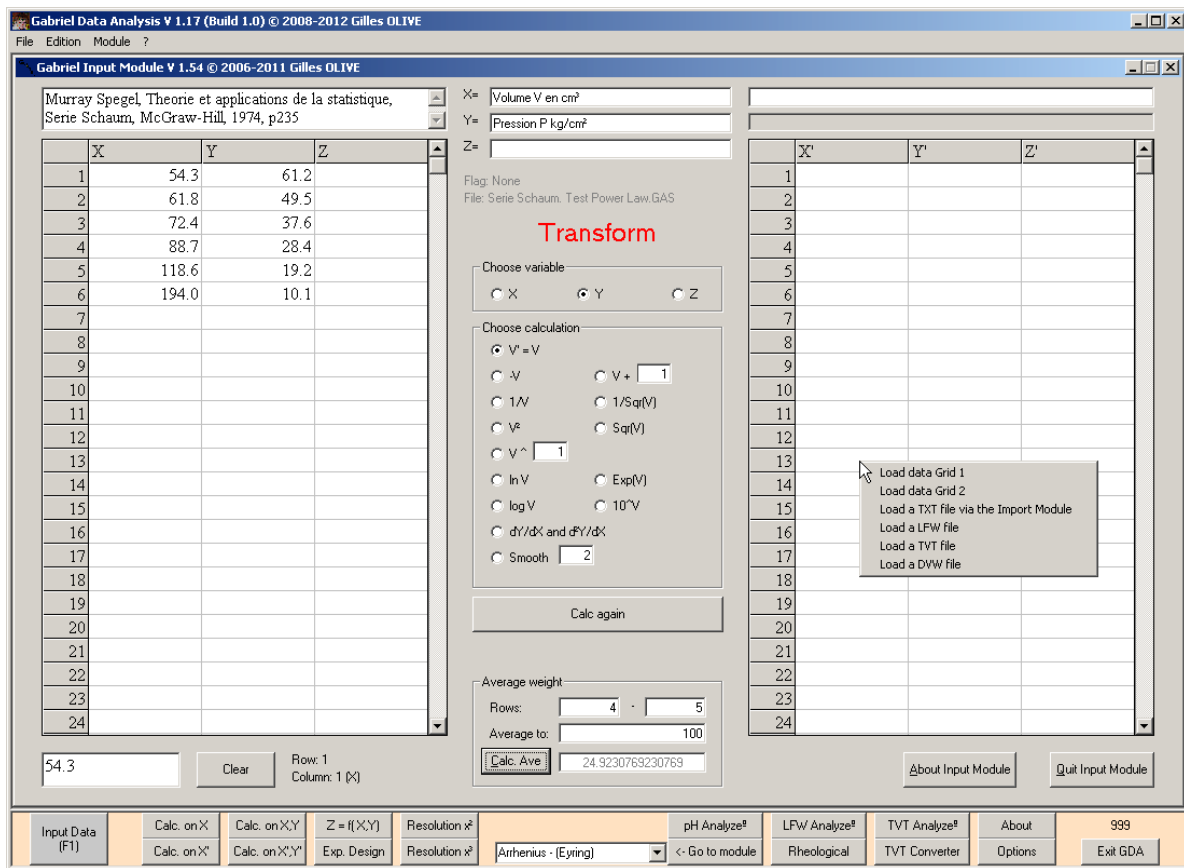 Gabriel Data Analysis V 1.17 (Build 1.0) © 2008-2012 Gilles OLIVE
File Edition Module ?
Gabriel Input Module V 1.54 © 2006-2011 Gilles OLIVE
Murray Spegel, Theorie et applications de la statistique,
Serie Schaum, McGraw-Hill, 1974, p235
X= Volume V en cm³
Y= Pression P kg/cm²
Z=
X Y Z
1 54.3 61.2
2 61.8 49.5
3 72.4 37.6
4 88.7 28.4
5 118.6 19.2
6 194.0 10.1
7
8
9
10
11
12
13
14
15
16
17
18
19
20
21
22
23
24
54.3
Clear
Row: 1
Column: 1 (X)
Flag: None
File: Serie Schaum. Test Power Law.GAS
Transform
Choose variable
X Y Z
Choose calculation
V' = V
-V V + 1
1/V 1/Sqr(V)
V² Sqr(V)
V ^ 1
ln V Exp(V)
log V 10^V
dY/dX and d²Y/dX
Smooth 2
Calc again
Average weight
Rows: 4 - 5
Average to: 100
Calc. Ave 24.9230769230769
X' Y' Z'
1
2
3
4
5
6
7
8
9
10
11
12
13
14
15
16
17
18
19
20
21
22
23
24
Load data Grid 1
Load data Grid 2
Load a TXT file via the Import Module
Load a LFW file
Load a TVT file
Load a DVW file
About Input Module
Quit Input Module
Input Data
(F1)
Calc. on X Calc. on X,Y Z = f(X,Y) Resolution x² pH Analyze® LFW Analyze® TVT Analyze® About 999
Calc. on X' Calc. on X',Y' Exp. Design Resolution x³ Arrhenius - (Eyring) <- Go to module Rheological TVT Converter Options Exit GDA